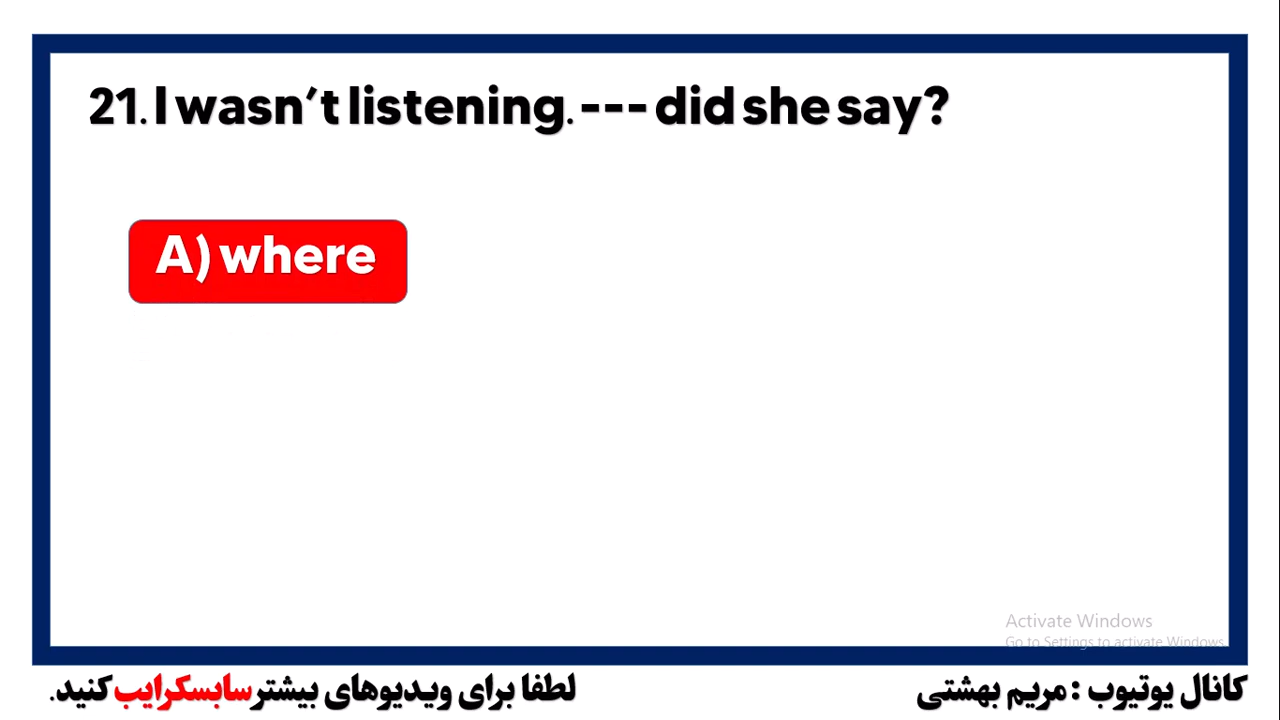 21. I wasn't listening. --- did she say?
A) where
Activate Windows
Go to Settings to activate Windows.
کانال یوتیوب : مریم بهشتی
لطفا برای ویدیوهای بیشتر سابسکرایب کنید.